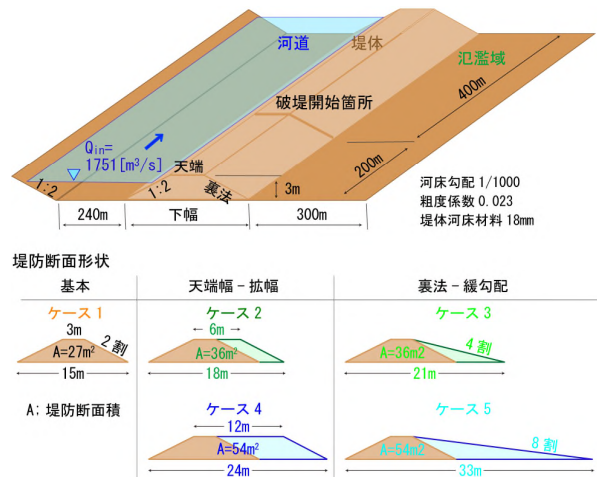 河道
堤体
氾濫域
破堤開始箇所
400m
Qin=
1751[m³/s]
天端
200m
1:2
1:2
裏法
3m
240m
下幅
300m
河床勾配 1/1000
粗度係数 0.023
堤体河床材料 18mm
堤防断面形状
基本
天端幅 − 拡幅
裏法 − 緩勾配
ケース 1
ケース 2
ケース 3
3m
6m
2割
4割
A=27m²
A=36m²
A=36m2
15m
18m
21m
A; 堤防断面積
ケース 4
ケース 5
12m
8割
A=54m²
A=54m2
24m
33m